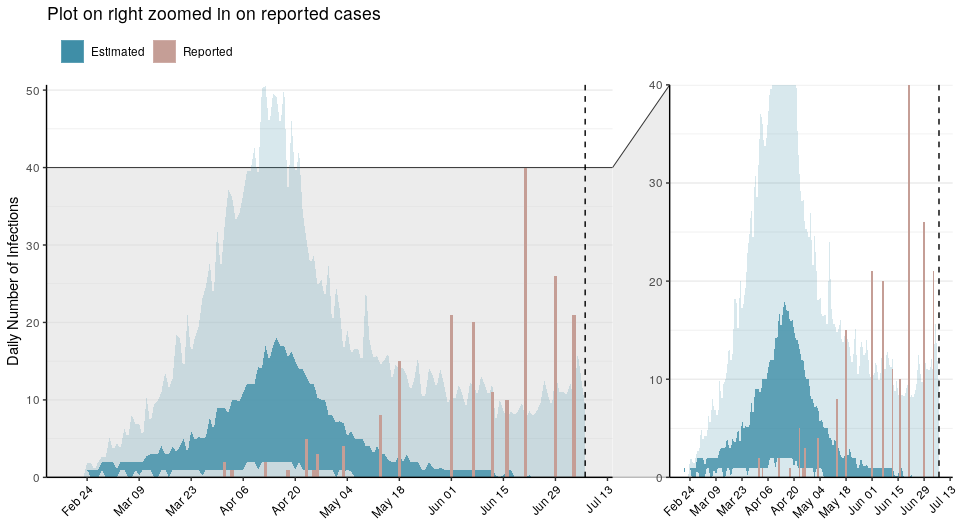 Plot on right zoomed in on reported cases
Estimated Reported
Daily Number of Infections
50
40
30
20
10
0
Feb 24 Mar 09 Mar 23 Apr 06 Apr 20 May 04 May 18 Jun 01 Jun 15 Jun 29 Jul 13
40
30
20
10
0
Feb 24 Mar 09 Mar 23 Apr 06 Apr 20 May 04 May 18 Jun 01 Jun 15 Jun 29 Jul 13